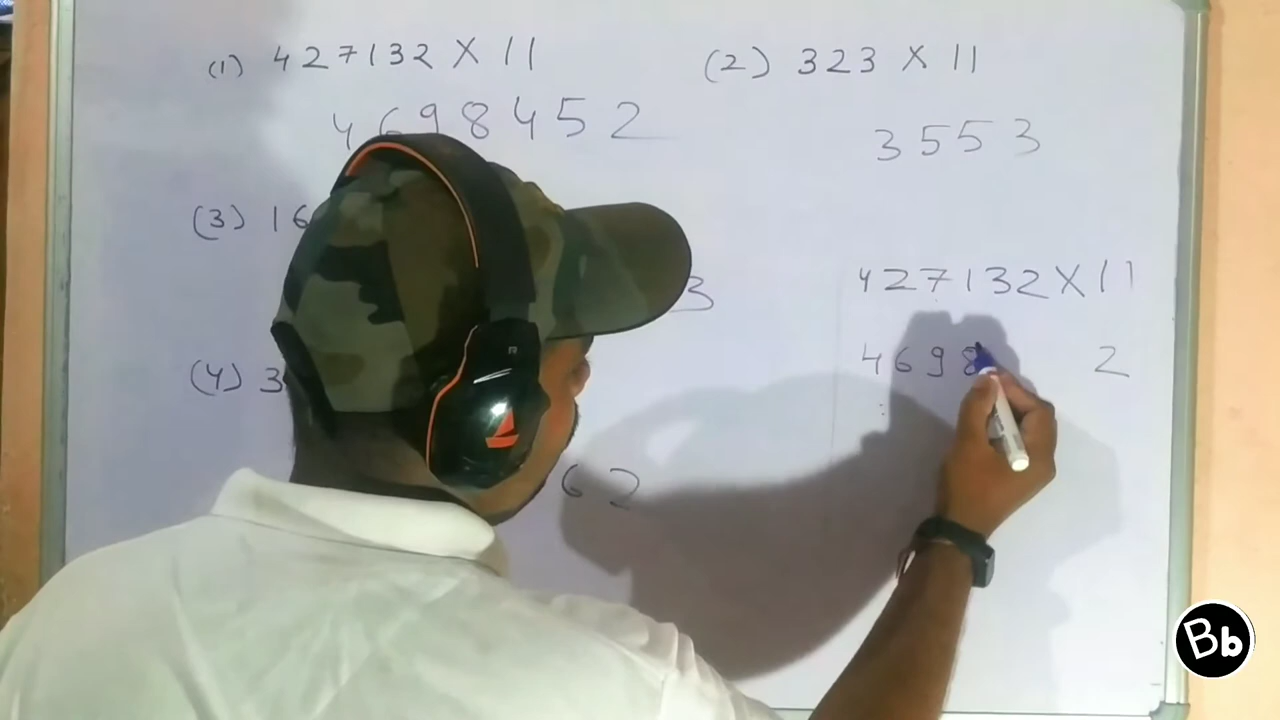 (1) 427132 X 11
4698452
(2) 323 X 11
3553
(3) 16
3
(4) 3
62
427132 X 11
4698 2
Bb